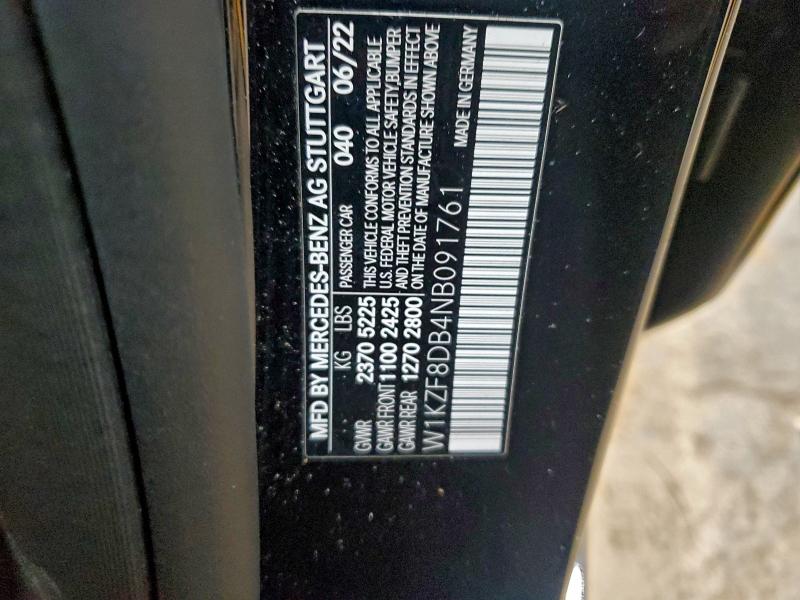 MFD BY MERCEDES-BENZ AG STUTTGART
KG LBS PASSENGER CAR 040 06/22
GVWR 2370 5225 THIS VEHICLE CONFORMS TO ALL APPLICABLE
GAWR FRONT 1100 2425 U.S. FEDERAL MOTOR VEHICLE SAFETY, BUMPER
GAWR REAR 1270 2800 AND THEFT PREVENTION STANDARDS IN EFFECT
ON THE DATE OF MANUFACTURE SHOWN ABOVE
W1KZF8DB4NB091761 MADE IN GERMANY